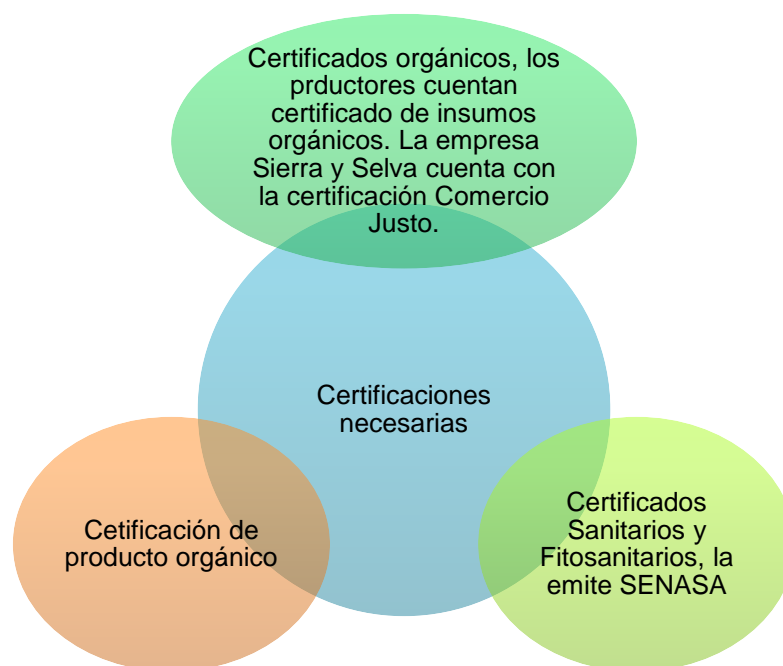 Certificados orgánicos, los
prductores cuentan
certificado de insumos
orgánicos. La empresa
Sierra y Selva cuenta con
la certificación Comercio
Justo.
Certificaciones
necesarias
Cetificación de
producto orgánico
Certificados
Sanitarios y
Fitosanitarios, la
emite SENASA